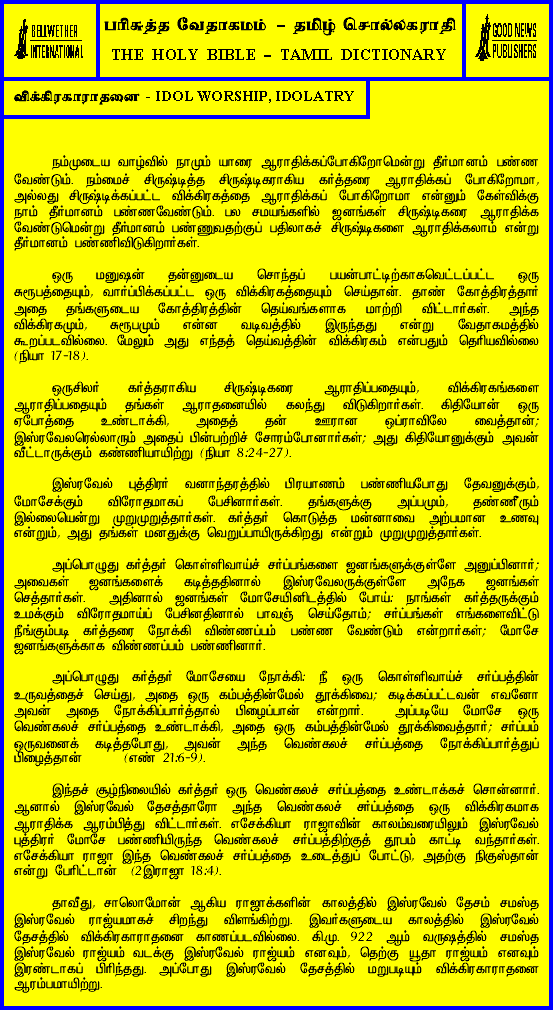 BELLWETHER
INTERNATIONAL
பரிசுத்த வேதாகமம் – தமிழ் சொல்லகராதி
THE HOLY BIBLE – TAMIL DICTIONARY
GOOD NEWS
PUBLISHERS
விக்கிரகாராதனை - IDOL WORSHIP, IDOLATRY
நம்முடைய வாழ்வில் நாமும் யாரை ஆராதிக்கப்போகிறோமென்று தீர்மானம் பண்ண
வேண்டும். நம்மைச் சிருஷ்டித்த சிருஷ்டிகராகிய கர்த்தரை ஆராதிக்கப் போகிறோமா,
அல்லது சிருஷ்டிக்கப்பட்ட விக்கிரகத்தை ஆராதிக்கப் போகிறோமா என்னும் கேள்விக்கு
நாம் தீர்மானம் பண்ணவேண்டும். பல சமயங்களில் ஜனங்கள் சிருஷ்டிகரை ஆராதிக்க
வேண்டுமென்று தீர்மானம் பண்ணுவதற்குப் பதிலாகச் சிருஷ்டிகளை ஆராதிக்கலாம் என்று
தீர்மானம் பண்ணிவிடுகிறார்கள்.
ஒரு மனுஷன் தன்னுடைய சொந்தப் பயன்பாட்டிற்காகவெட்டப்பட்ட ஒரு
சுரூபத்தையும், வார்ப்பிக்கப்பட்ட ஒரு விக்கிரகத்தையும் செய்தான். தாண் கோத்திரத்தார்
அதை தங்களுடைய கோத்திரத்தின் தெய்வங்களாக மாற்றி விட்டார்கள். அந்த
விக்கிரகமும், சுரூபமும் என்ன வடிவத்தில் இருந்தது என்று வேதாகமத்தில்
கூறப்படவில்லை. மேலும் அது எந்தத் தெய்வத்தின் விக்கிரகம் என்பதும் தெரியவில்லை
(நியா 17-18).
ஒருசிலர் கர்த்தராகிய சிருஷ்டிகரை ஆராதிப்பதையும், விக்கிரகங்களை
ஆராதிப்பதையும் தங்கள் ஆராதனையில் கலந்து விடுகிறார்கள். கிதியோன் ஒரு
ஏபோத்தை உண்டாக்கி, அதைத் தன் ஊரான ஒப்ராவிலே வைத்தான்;
இஸ்ரவேலரெல்லாரும் அதைப் பின்பற்றிச் சோரம்போனார்கள்; அது கிதியோனுக்கும் அவன்
வீட்டாருக்கும் கண்ணியாயிற்று (நியா 8:24-27).
இஸ்ரவேல் புத்திரர் வனாந்தரத்தில் பிரயாணம் பண்ணியபோது தேவனுக்கும்,
மோசேக்கும் விரோதமாகப் பேசினார்கள். தங்களுக்கு அப்பமும், தண்ணீரும்
இல்லையென்று முறுமுறுத்தார்கள். கர்த்தர் கொடுத்த மன்னாவை அற்பமான உணவு
என்றும், அது தங்கள் மனதுக்கு வெறுப்பாயிருக்கிறது என்றும் முறுமுறுத்தார்கள்.
அப்பொழுது கர்த்தர் கொள்ளிவாய்ச் சர்ப்பங்களை ஜனங்களுக்குள்ளே அனுப்பினார்;
அவைகள் ஜனங்களைக் கடித்ததினால் இஸ்ரவேலருக்குள்ளே அநேக ஜனங்கள்
செத்தார்கள். அதினால் ஜனங்கள் மோசேயினிடத்தில் போய்: நாங்கள் கர்த்தருக்கும்
உமக்கும் விரோதமாய்ப் பேசினதினால் பாவஞ் செய்தோம்; சர்ப்பங்கள் எங்களைவிட்டு
நீங்கும்படி கர்த்தரை நோக்கி விண்ணப்பம் பண்ண வேண்டும் என்றார்கள்; மோசே
ஜனங்களுக்காக விண்ணப்பம் பண்ணினார்.
அப்பொழுது கர்த்தர் மோசேயை நோக்கி: நீ ஒரு கொள்ளிவாய்ச் சர்ப்பத்தின்
உருவத்தைச் செய்து, அதை ஒரு கம்பத்தின்மேல் தூக்கிவை; கடிக்கப்பட்டவன் எவனோ
அவன் அதை நோக்கிப்பார்த்தால் பிழைப்பான் என்றார். அப்படியே மோசே ஒரு
வெண்கலச் சர்ப்பத்தை உண்டாக்கி, அதை ஒரு கம்பத்தின்மேல் தூக்கிவைத்தார்; சர்ப்பம்
ஒருவனைக் கடித்தபோது, அவன் அந்த வெண்கலச் சர்ப்பத்தை நோக்கிப்பார்த்துப்
பிழைத்தான் (எண் 21:6-9).
இந்தச் சூழ்நிலையில் கர்த்தர் ஒரு வெண்கலச் சர்ப்பத்தை உண்டாக்கச் சொன்னார்.
ஆனால் இஸ்ரவேல் தேசத்தாரோ அந்த வெண்கலச் சர்ப்பத்தை ஒரு விக்கிரகமாக
ஆராதிக்க ஆரம்பித்து விட்டார்கள். எசேக்கியா ராஜாவின் காலம்வரையிலும் இஸ்ரவேல்
புத்திரர் மோசே பண்ணியிருந்த வெண்கலச் சர்ப்பத்திற்குத் தூபம் காட்டி வந்தார்கள்.
எசேக்கியா ராஜா இந்த வெண்கலச் சர்ப்பத்தை உடைத்துப் போட்டு, அதற்கு நிகுஸ்தான்
என்று பேரிட்டான் (2இராஜா 18:4).
தாவீது, சாலொமோன் ஆகிய ராஜாக்களின் காலத்தில் இஸ்ரவேல் தேசம் சமஸ்த
இஸ்ரவேல் ராஜ்யமாகச் சிறந்து விளங்கிற்று. இவர்களுடைய காலத்தில் இஸ்ரவேல்
தேசத்தில் விக்கிரகாராதனை காணப்படவில்லை. கி.மு. 922 ஆம் வருஷத்தில் சமஸ்த
இஸ்ரவேல் ராஜ்யம் வடக்கு இஸ்ரவேல் ராஜ்யம் எனவும், தெற்கு யூதா ராஜ்யம் எனவும்
இரண்டாகப் பிரிந்தது. அப்போது இஸ்ரவேல் தேசத்தில் மறுபடியும் விக்கிரகாராதனை
ஆரம்பமாயிற்று.